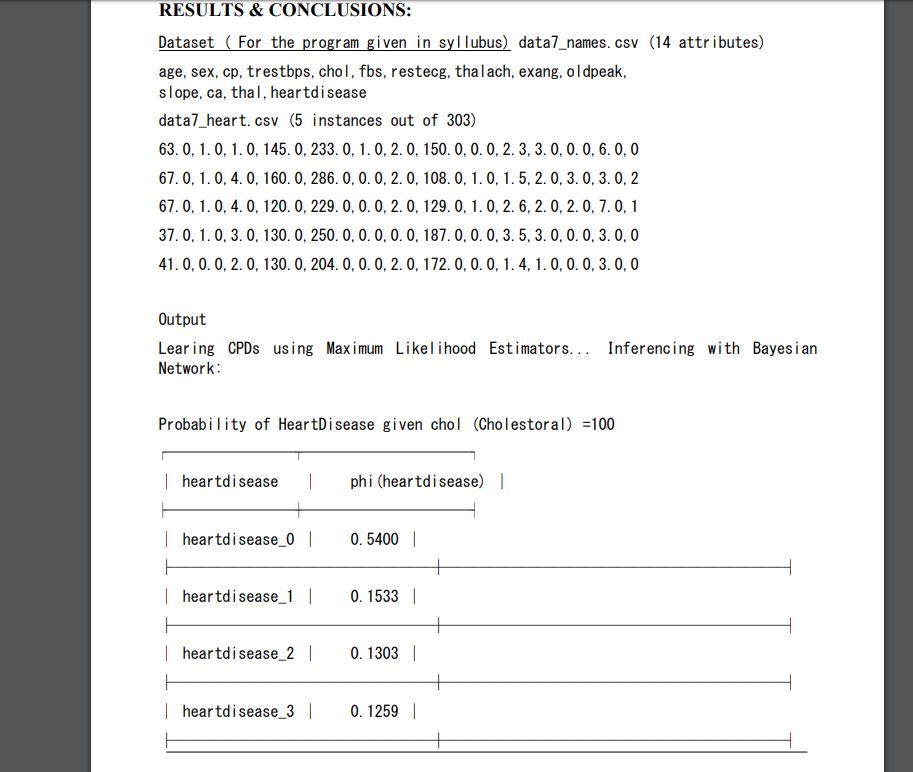 RESULTS & CONCLUSIONS:
Dataset ( For the program given in syllubus) data7_names.csv (14 attributes)
age, sex, cp, trestbps, chol, fbs, restecg, thalach, exang, oldpeak,
slope, ca, thal, heartdisease
data7_heart.csv (5 instances out of 303)
63.0, 1.0, 1.0, 145.0, 233.0, 1.0, 2.0, 150.0, 0.0, 2.3, 3.0, 0.0, 6.0, 0
67.0, 1.0, 4.0, 160.0, 286.0, 0.0, 2.0, 108.0, 1.0, 1.5, 2.0, 3.0, 3.0, 2
67.0, 1.0, 4.0, 120.0, 229.0, 0.0, 2.0, 129.0, 1.0, 2.6, 2.0, 2.0, 7.0, 1
37.0, 1.0, 3.0, 130.0, 250.0, 0.0, 0.0, 187.0, 0.0, 3.5, 3.0, 0.0, 3.0, 0
41.0, 0.0, 2.0, 130.0, 204.0, 0.0, 2.0, 172.0, 0.0, 1.4, 1.0, 0.0, 3.0, 0
Output
Learing CPDs using Maximum Likelihood Estimators... Inferencing with Bayesian
Network:
Probability of HeartDisease given chol (Cholestoral) =100
| heartdisease | phi(heartdisease) |
| heartdisease_0 | 0.5400 |
| heartdisease_1 | 0.1533 |
| heartdisease_2 | 0.1303 |
| heartdisease_3 | 0.1259 |